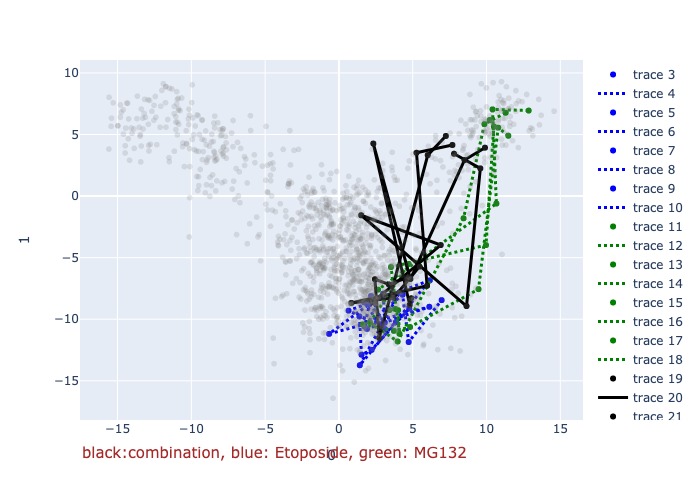 10
5
0
−5
−10
−15
1
−15
−10
−5
0
5
10
15
0
black:combination, blue: Etoposide, green: MG132
trace 3
trace 4
trace 5
trace 6
trace 7
trace 8
trace 9
trace 10
trace 11
trace 12
trace 13
trace 14
trace 15
trace 16
trace 17
trace 18
trace 19
trace 20
trace 21